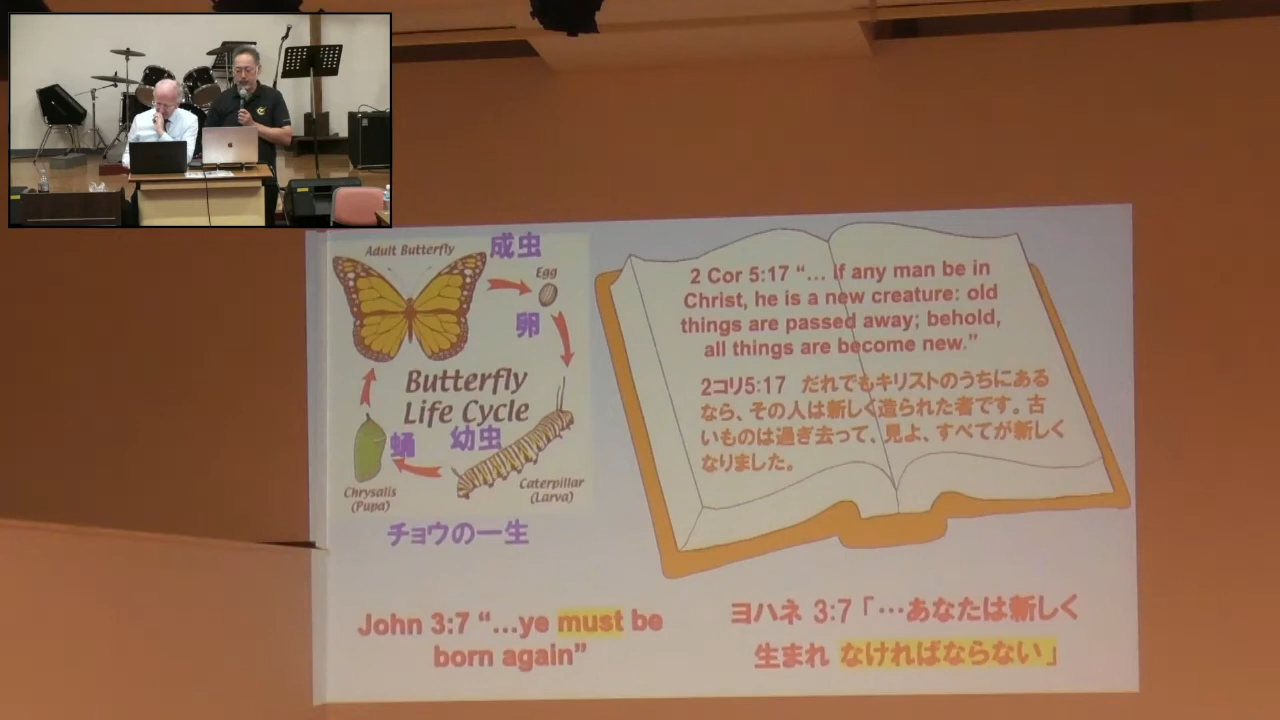 Adult Butterfly
成虫
Egg
卵
Butterfly
Life Cycle
幼虫
蛹
Caterpillar
(Larva)
Chrysalis
(Pupa)
チョウの一生
2 Cor 5:17 “... if any man be in
Christ, he is a new creature: old
things are passed away; behold,
all things are become new.”
2コリ5:17 だれでもキリストのうちにある
なら、その人は新しく造られた者です。古
いものは過ぎ去って、見よ、すべてが新しく
なりました。
John 3:7 “...ye must be
born again”
ヨハネ 3:7「…あなたは新しく
生まれ なければならない」